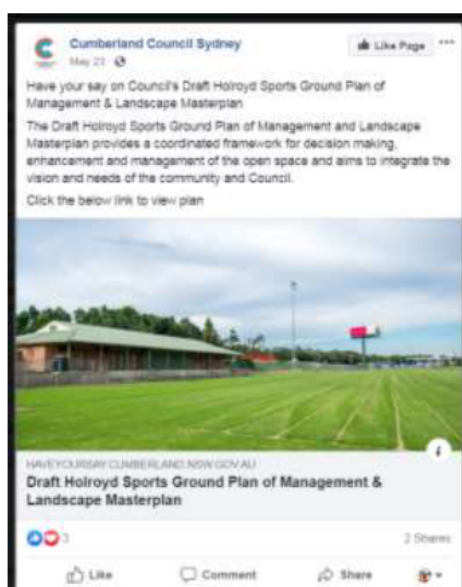 Cumberland Council Sydney
Like Page
May 23
Have your say on Council's Draft Holroyd Sports Ground Plan of
Management & Landscape Masterplan
The Draft Holroyd Sports Ground Plan of Management and Landscape
Masterplan provides a coordinated framework for decision making,
enhancement and management of the open space and aims to integrate the
vision and needs of the community and Council.
Click the below link to view plan
HAVEYOURSAY.CUMBERLAND.NSW.GOV.AU
Draft Holroyd Sports Ground Plan of Management &
Landscape Masterplan
3
2 Shares
Like
Comment
Share